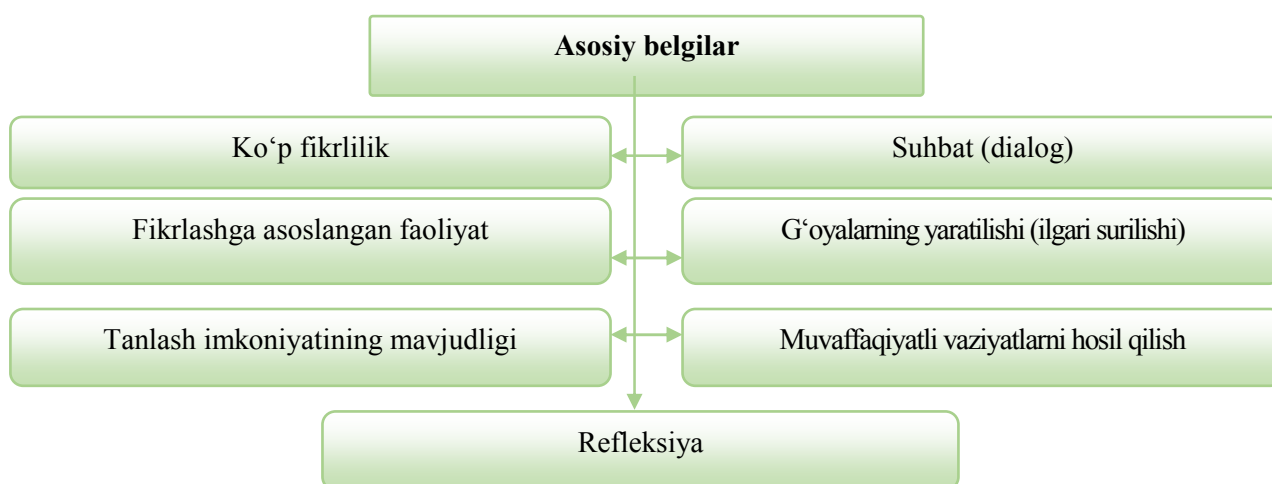 Asosiy belgilar
Ko‘p fikrlilik
Suhbat (dialog)
Fikrlashga asoslangan faoliyat
G‘oyalarning yaratilishi (ilgari surilishi)
Tanlash imkoniyatining mavjudligi
Muvaffaqiyatli vaziyatlarni hosil qilish
Refleksiya